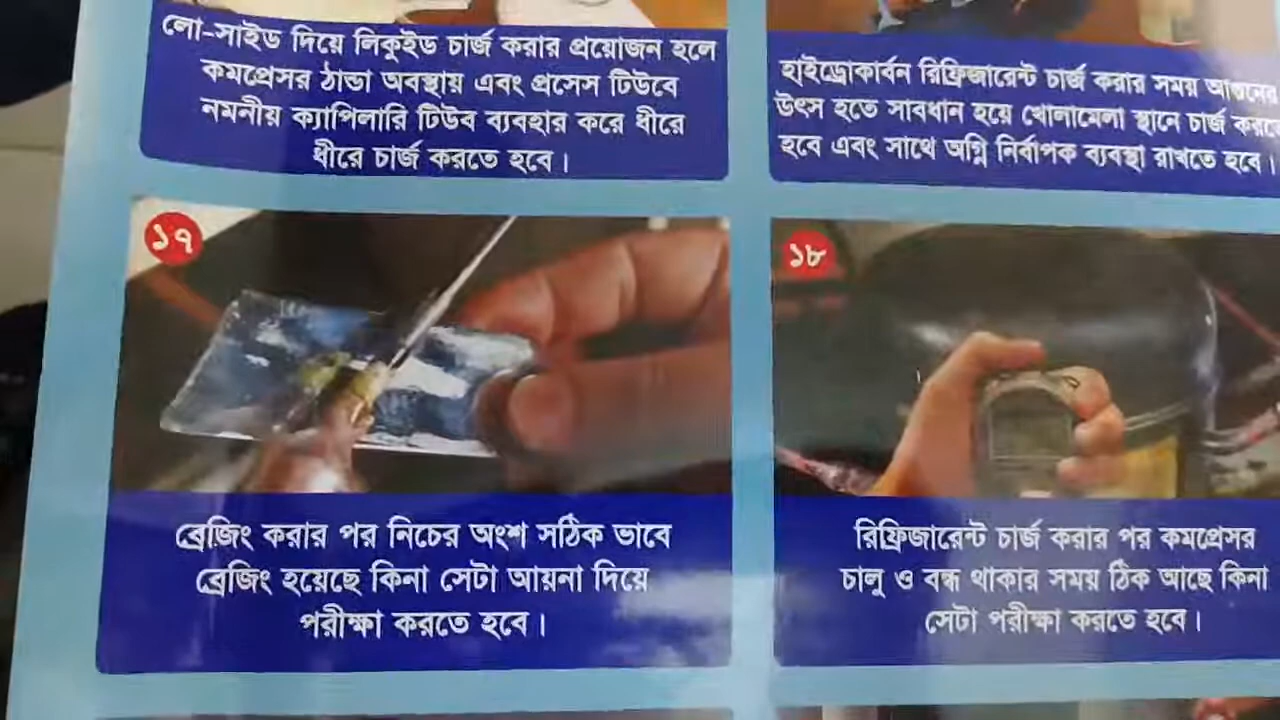 লো-সাইড দিয়ে লিকুইড চার্জ করার প্রয়োজন হলে
কমপ্রেসর ঠান্ডা অবস্থায় এবং প্রসেস টিউবে
নমনীয় ক্যাপিলারি টিউব ব্যবহার করে ধীরে
ধীরে চার্জ করতে হবে।
হাইড্রোকার্বন রিফ্রিজারেন্ট চার্জ করার সময় আগুনের
উৎস হতে সাবধান হয়ে খোলামেলা স্থানে চার্জ করতে
হবে এবং সাথে অগ্নি নির্বাপক ব্যবস্থা রাখতে হবে।
১৭
ব্রেজিং করার পর নিচের অংশ সঠিক ভাবে
ব্রেজিং হয়েছে কিনা সেটা আয়না দিয়ে
পরীক্ষা করতে হবে।
১৮
রিফ্রিজারেন্ট চার্জ করার পর কমপ্রেসর
চালু ও বন্ধ থাকার সময় ঠিক আছে কিনা
সেটা পরীক্ষা করতে হবে।